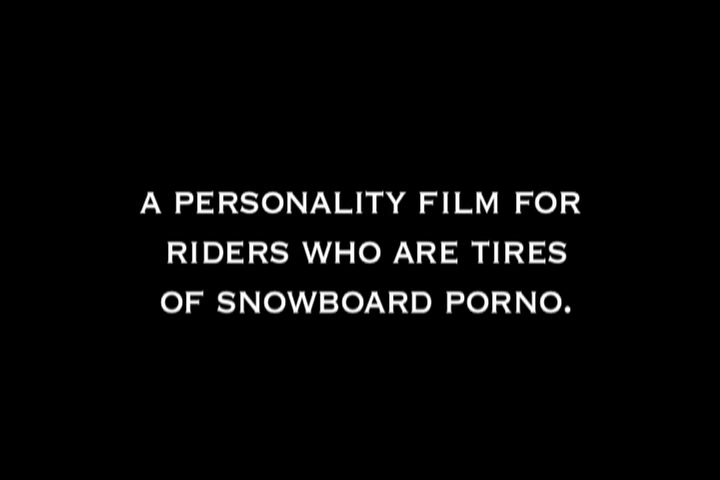 A PERSONALITY FILM FOR
RIDERS WHO ARE TIRES
OF SNOWBOARD PORNO.